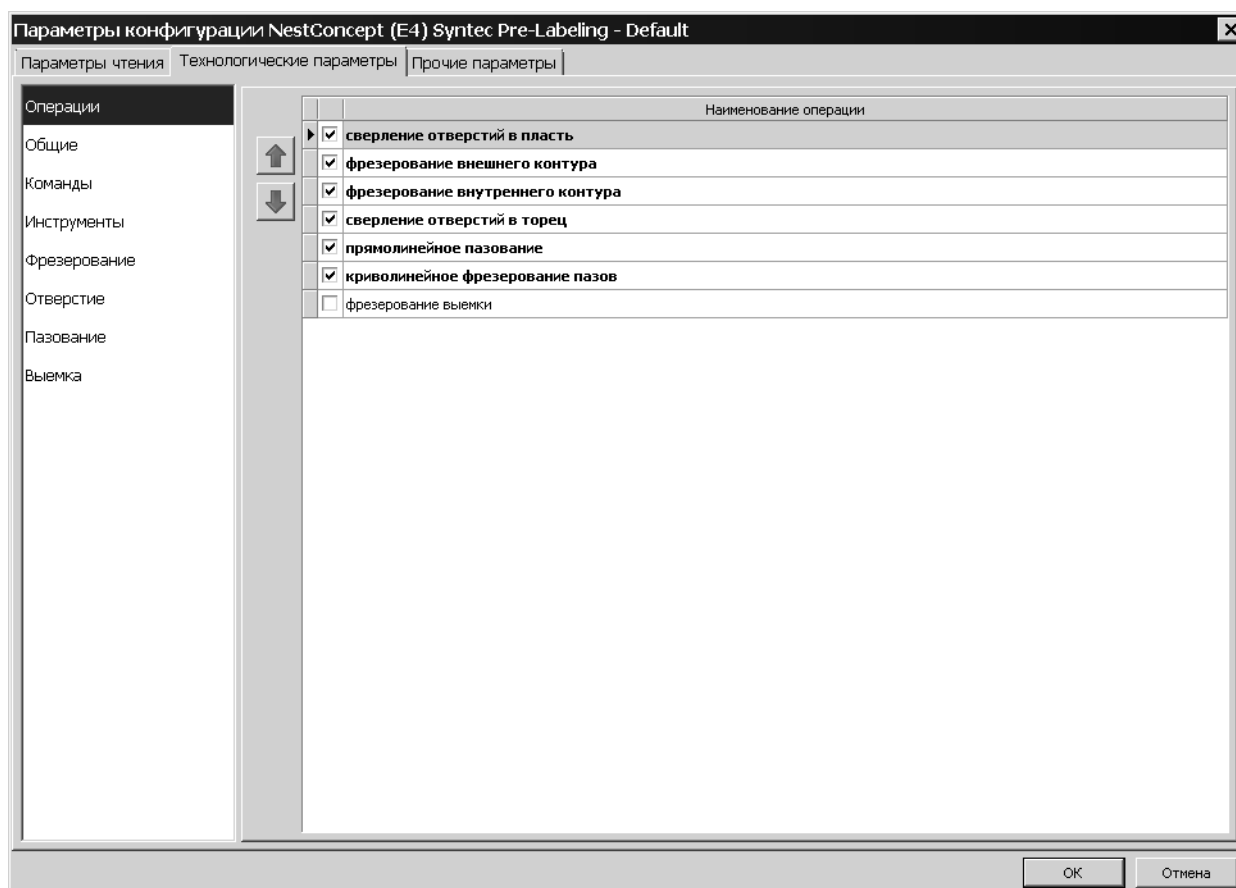 Параметры конфигурации NestConcept (E4) Syntec Pre-Labeling - Default
Параметры чтения Технологические параметры Прочие параметры
Операции
Общие
Команды
Инструменты
Фрезерование
Отверстие
Пазование
Выемка
Наименование операции
сверление отверстий в пласть
фрезерование внешнего контура
фрезерование внутреннего контура
сверление отверстий в торец
прямолинейное пазование
криволинейное фрезерование пазов
фрезерование выемки
ОК Отмена